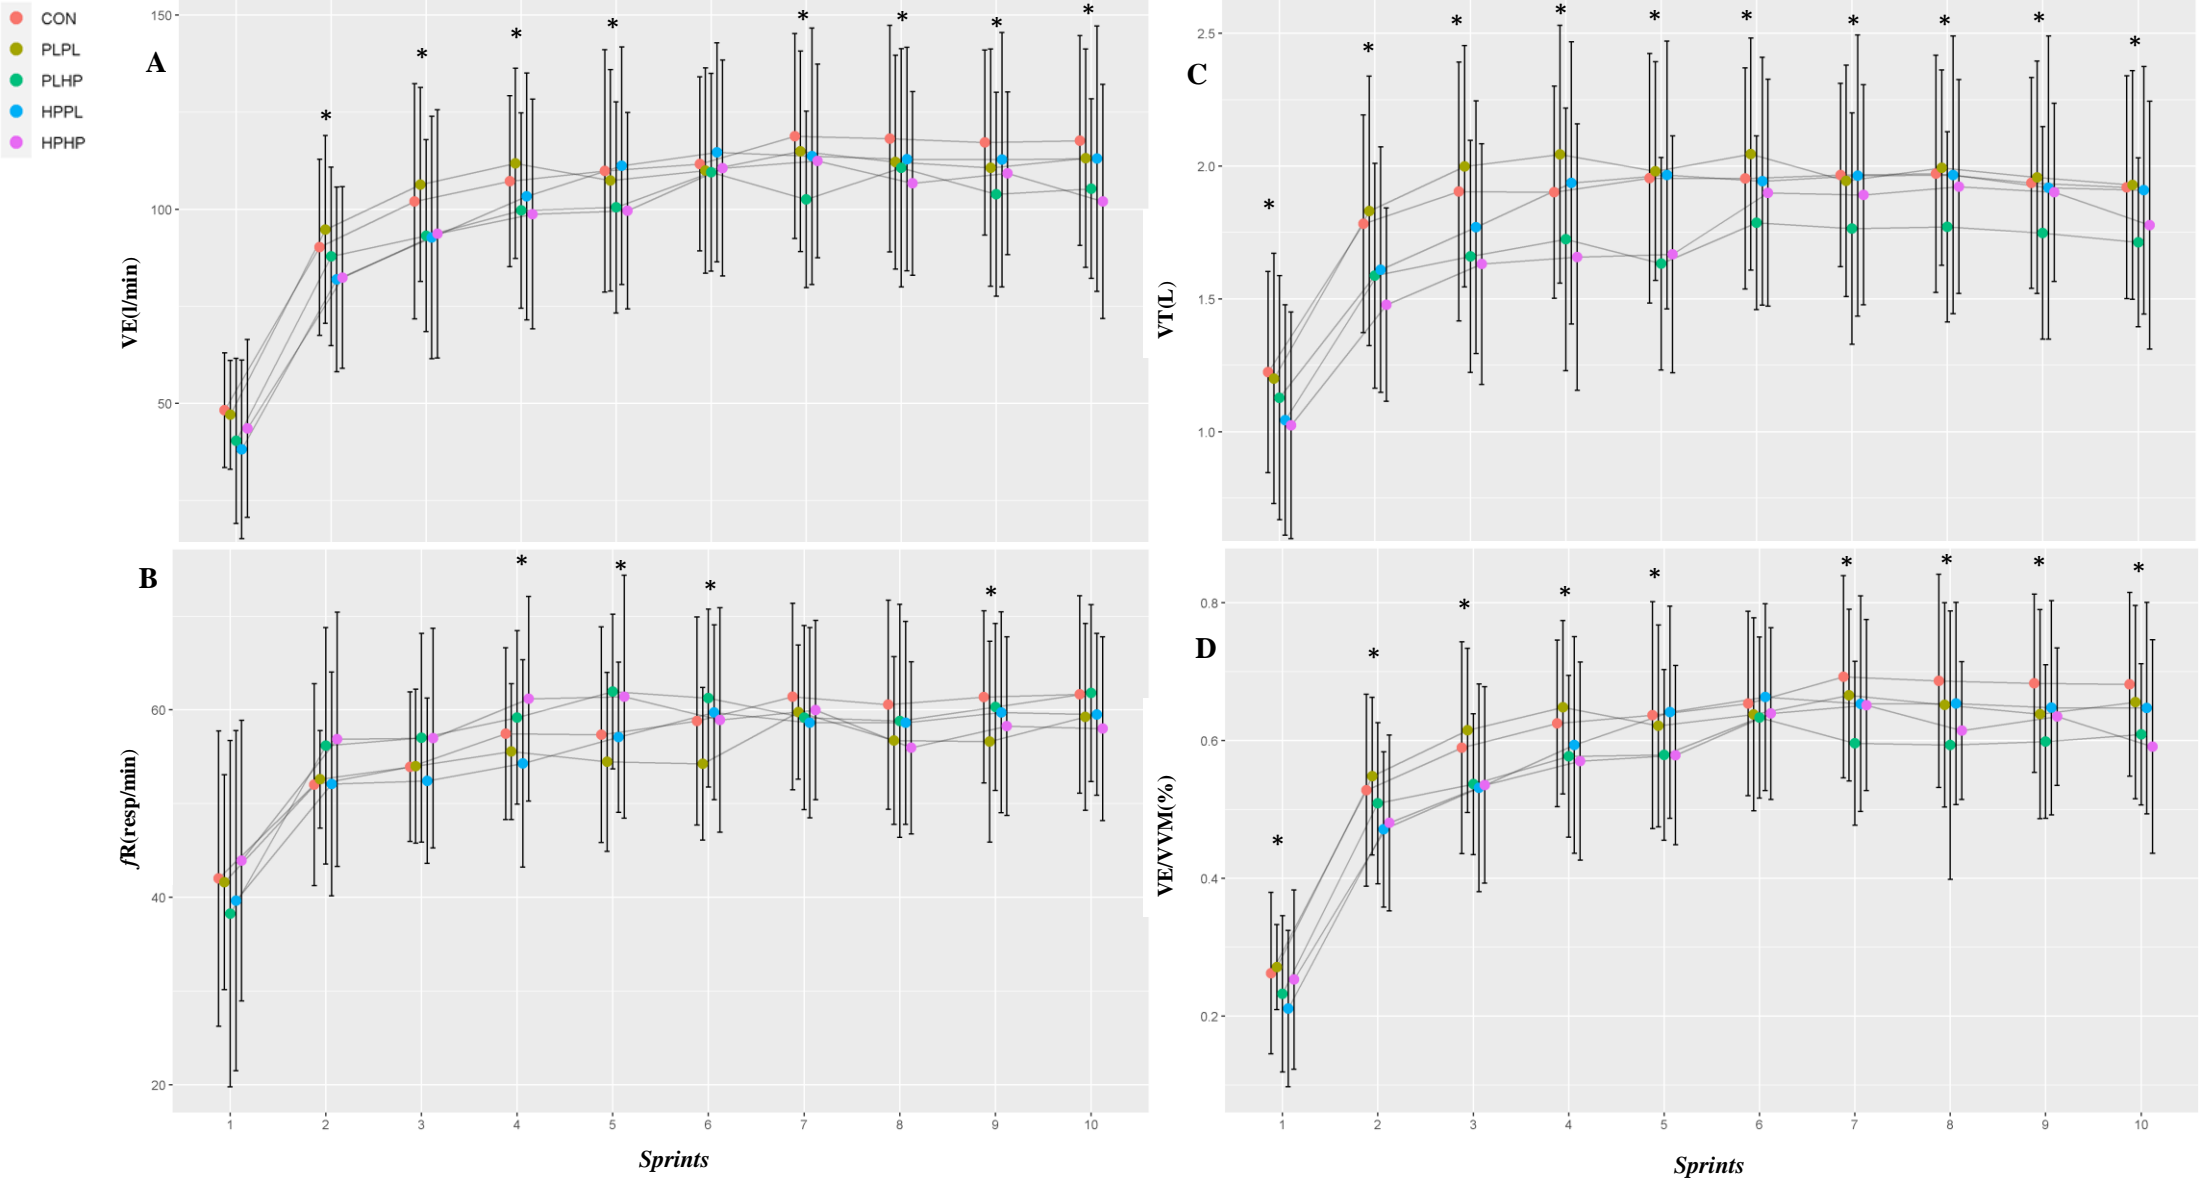 CON
PLPL
PLHP
HPPL
HPHP
A
* * * * * * * *
VE(l/min)
150
100
50
C
* * * * * * * * * *
VT(L)
2.5
2.0
1.5
1.0
B
* * * *
fR(resp/min)
60
40
20
1 2 3 4 5 6 7 8 9 10
Sprints
D
* * * * * * * * *
VE/VVM(%)
0.8
0.6
0.4
0.2
1 2 3 4 5 6 7 8 9 10
Sprints